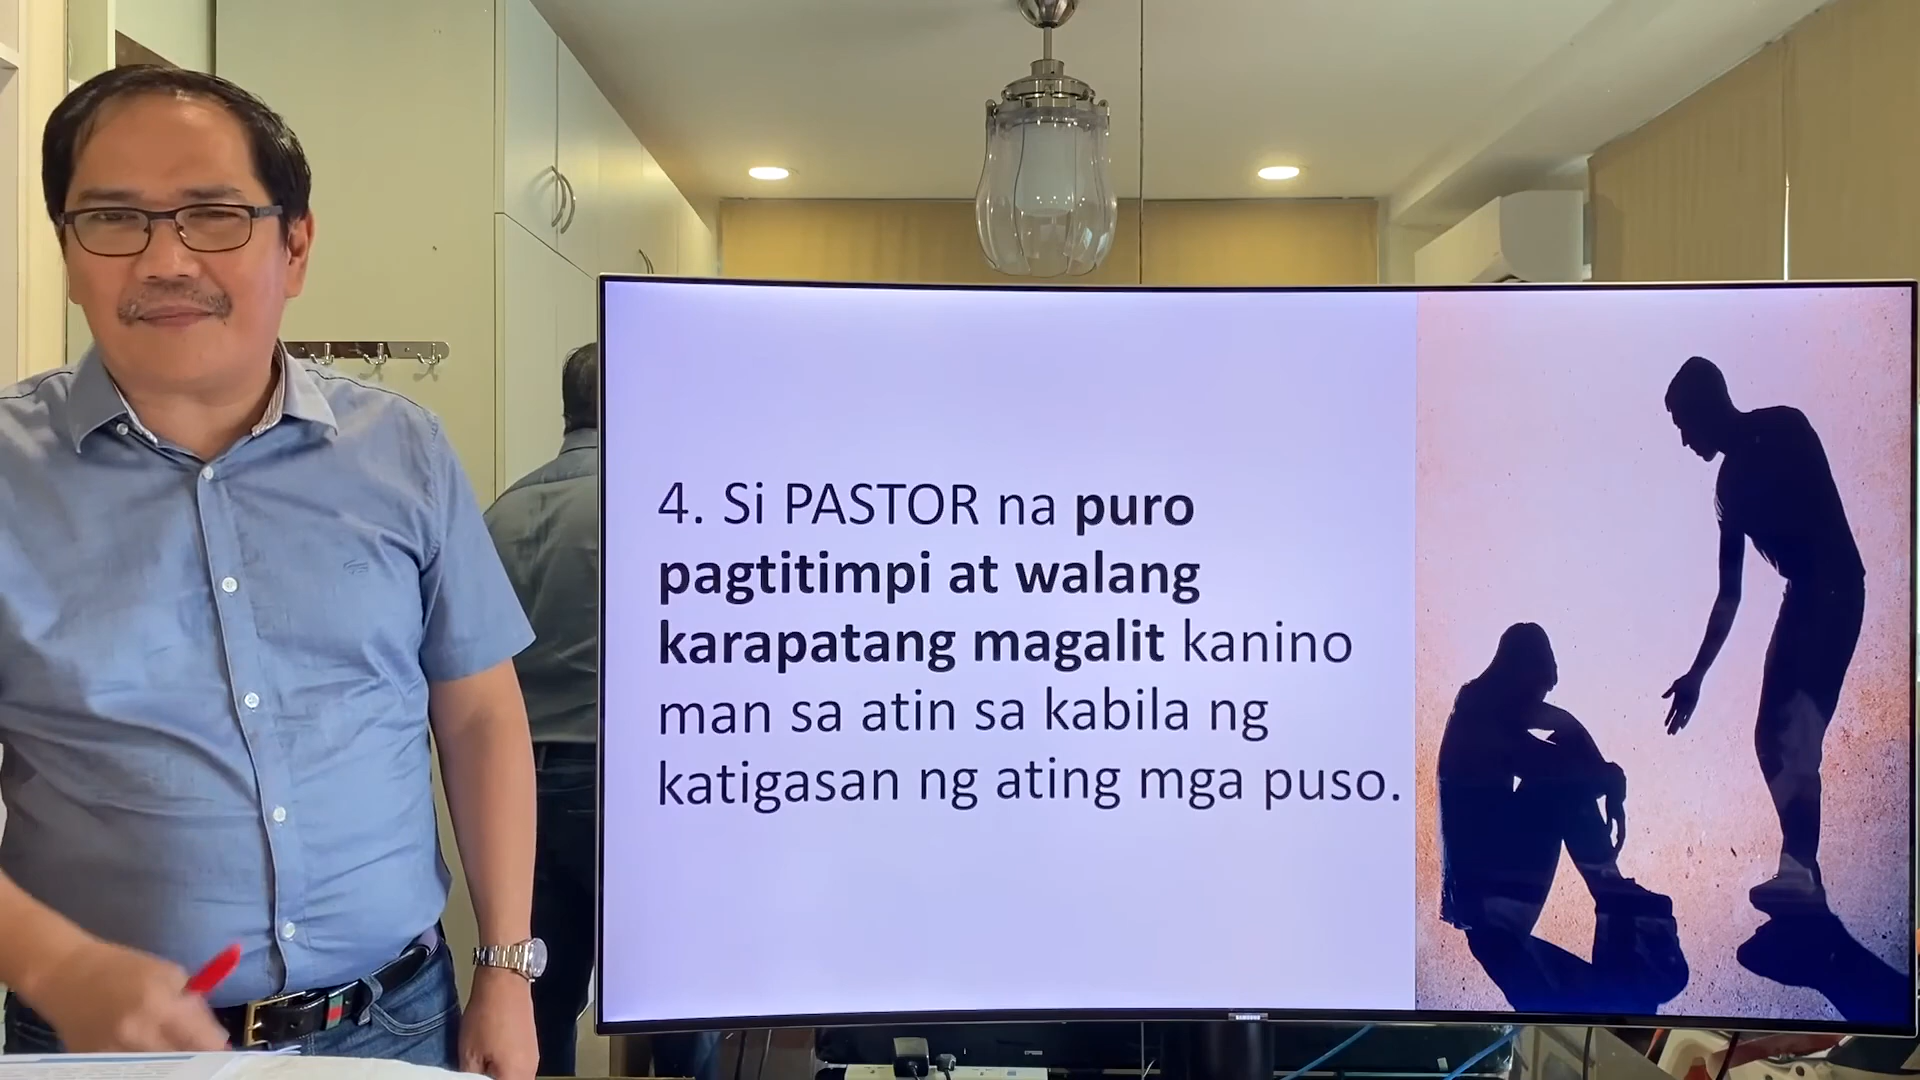 4. Si PASTOR na puro
pagtitimpi at walang
karapatang magalit kanino
man sa atin sa kabila ng
katigasan ng ating mga puso.
SAMSUNG